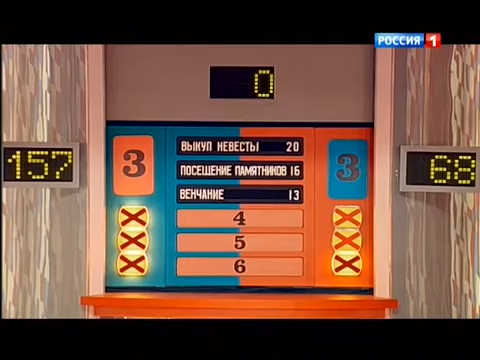 РОССИЯ 1
0
ВЫКУП НЕВЕСТЫ 20
157 3 ПОСЕЩЕНИЕ ПАМЯТНИКОВ 16 3 68
ВЕНЧАНИЕ 13
X 4 X
X 5 X
X 6 X